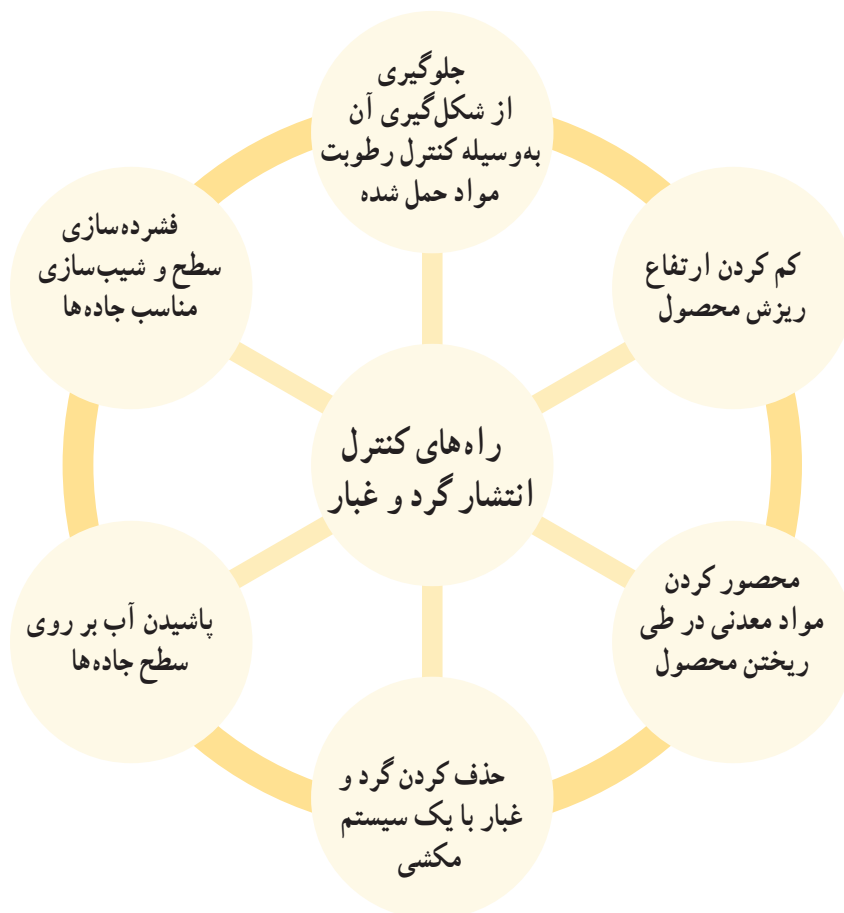 راه‌های کنترل
انتشار گرد و غبار
جلوگیری
از شکل‌گیری آن
به‌وسیله کنترل رطوبت
مواد حمل شده
کم کردن ارتفاع
ریزش محصول
محصور کردن
مواد معدنی در طی
ریختن محصول
حذف کردن گرد و
غبار با یک سیستم
مکشی
پاشیدن آب بر روی
سطح جاده‌ها
فشرده‌سازی
سطح و شیب‌سازی
مناسب جاده‌ها